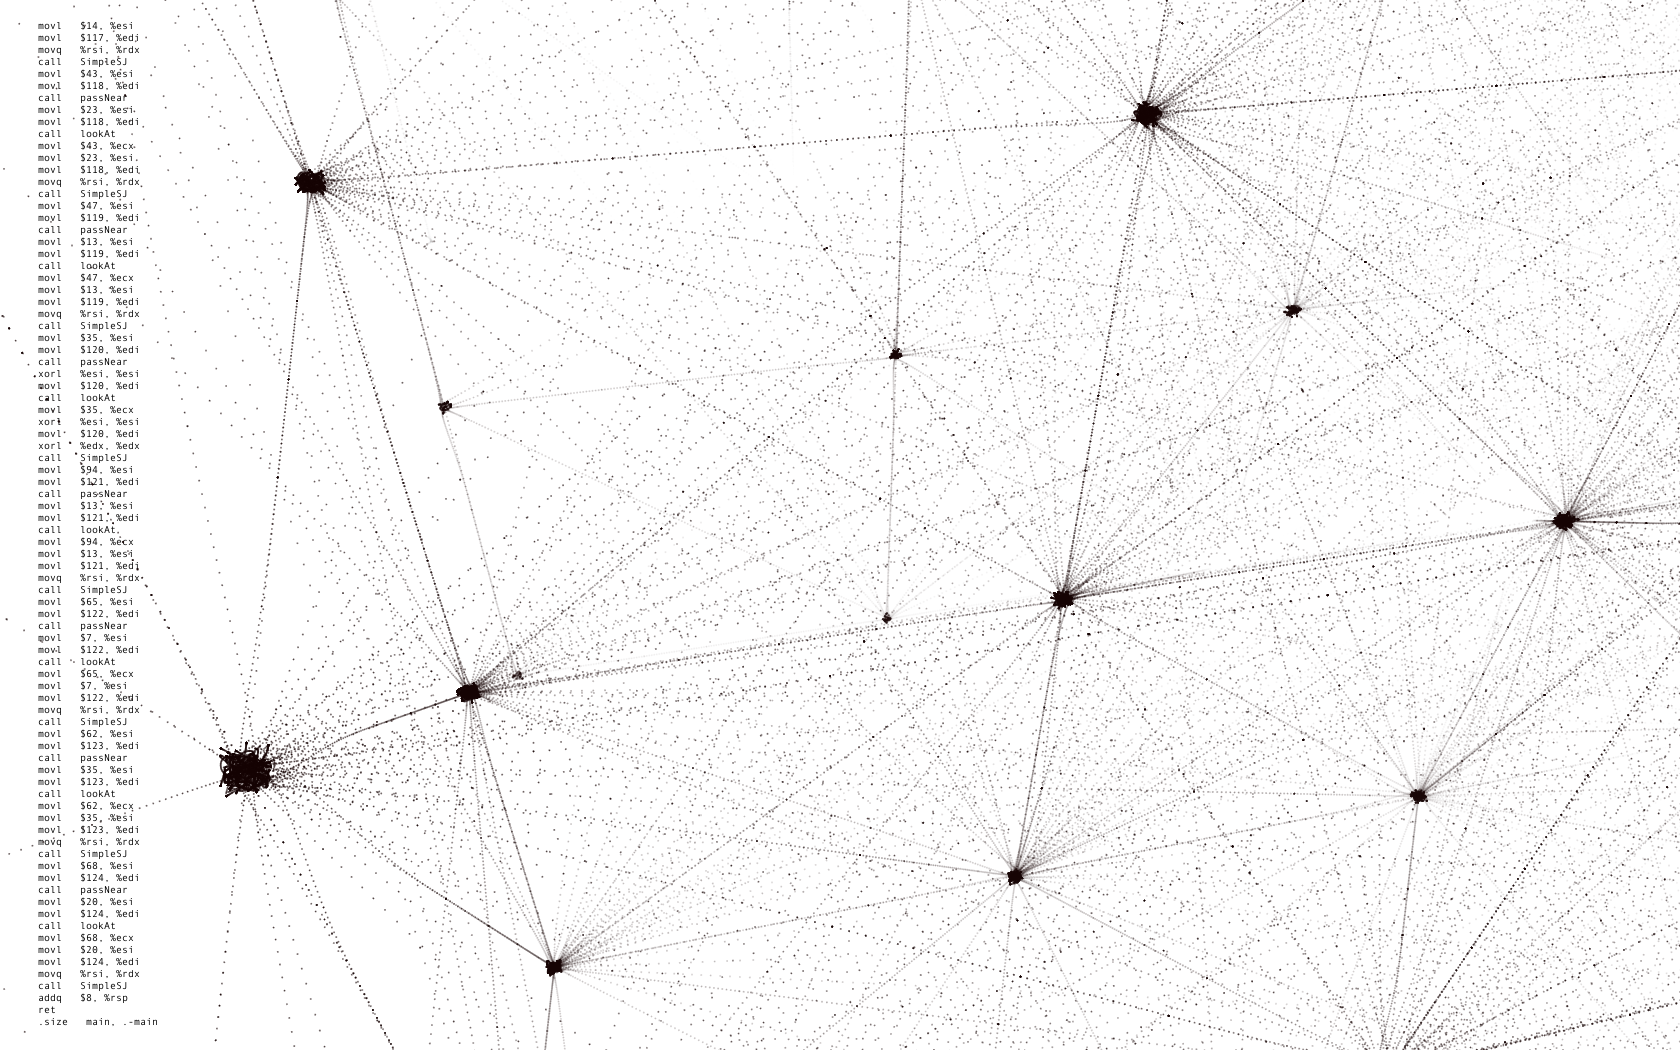 movl $14, %esi
movl $117, %edi
movq %rsi, %rdx
call SimpleSJ
movl $43, %esi
movl $118, %edi
call passNear
movl $23, %esi
movl $118, %edi
call lookAt
movl $43, %ecx
movl $23, %esi
movl $118, %edi
movq %rsi, %rdx
call SimpleSJ
movl $47, %esi
movl $119, %edi
call passNear
movl $13, %esi
movl $119, %edi
call lookAt
movl $47, %ecx
movl $13, %esi
movl $119, %edi
movq %rsi, %rdx
call SimpleSJ
movl $35, %esi
movl $120, %edi
call passNear
xorl %esi, %esi
movl $120, %edi
call lookAt
movl $35, %ecx
xorl %esi, %esi
movl $120, %edi
xorl %edx, %edx
call SimpleSJ
movl $94, %esi
movl $121, %edi
call passNear
movl $13, %esi
movl $121, %edi
call lookAt
movl $94, %ecx
movl $13, %esi
movl $121, %edi
movq %rsi, %rdx
call SimpleSJ
movl $65, %esi
movl $122, %edi
call passNear
movl $7, %esi
movl $122, %edi
call lookAt
movl $65, %ecx
movl $7, %esi
movl $122, %edi
movq %rsi, %rdx
call SimpleSJ
movl $62, %esi
movl $123, %edi
call passNear
movl $35, %esi
movl $123, %edi
call lookAt
movl $62, %ecx
movl $35, %esi
movl $123, %edi
movq %rsi, %rdx
call SimpleSJ
movl $68, %esi
movl $124, %edi
call passNear
movl $20, %esi
movl $124, %edi
call lookAt
movl $68, %ecx
movl $20, %esi
movl $124, %edi
movq %rsi, %rdx
call SimpleSJ
addq $8, %rsp
ret
.size main, .-main